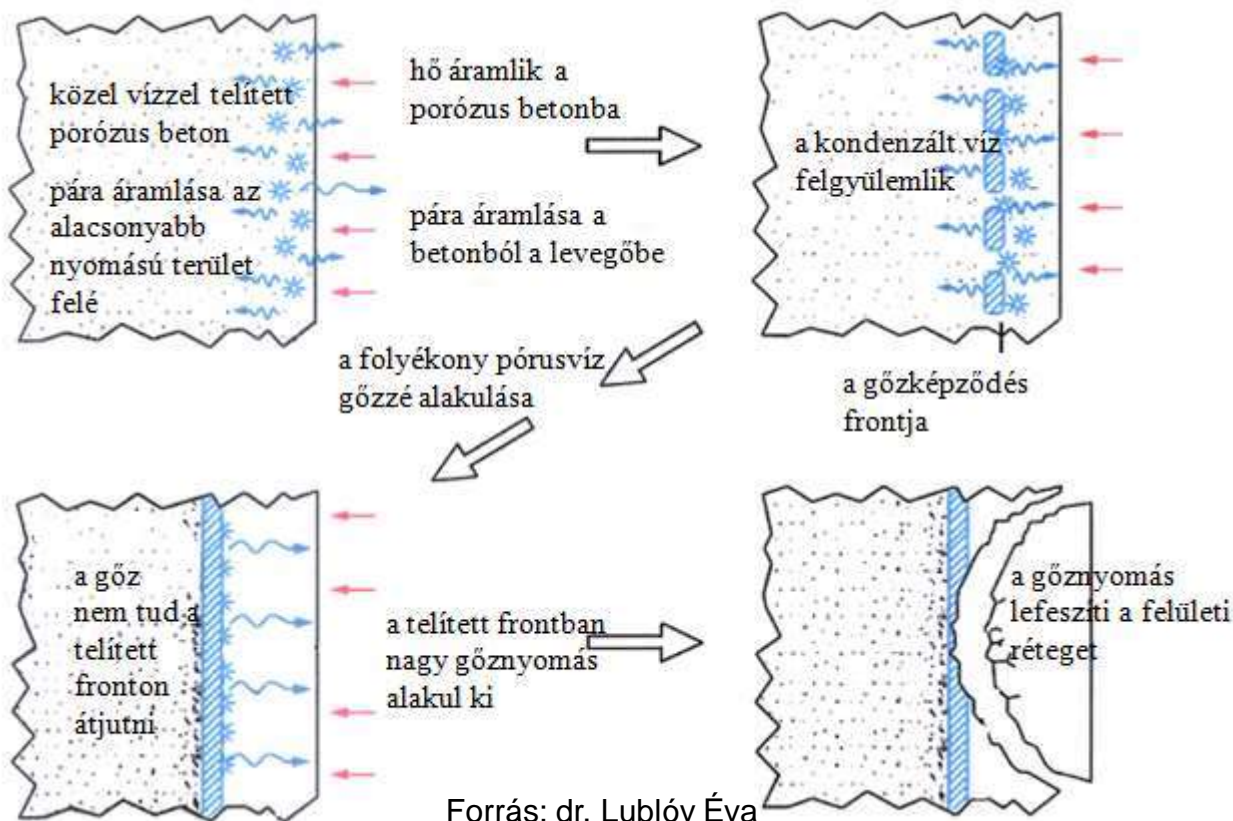 közel vízzel telített
porózus beton
pára áramlása az
alacsonyabb
nyomású terület
felé
hő áramlik a
porózus betonba
pára áramlása a
betonból a levegőbe
a kondenzált víz
felgyülemlik
a gőzképződés
frontja
a folyékony pórusvíz
gőzzé alakulása
a gőz
nem tud a
telített
fronton
átjutni
a telített frontban
nagy gőznyomás
alakul ki
a gőznyomás
lefeszíti a felületi
réteget
Forrás: dr. Lublóy Éva